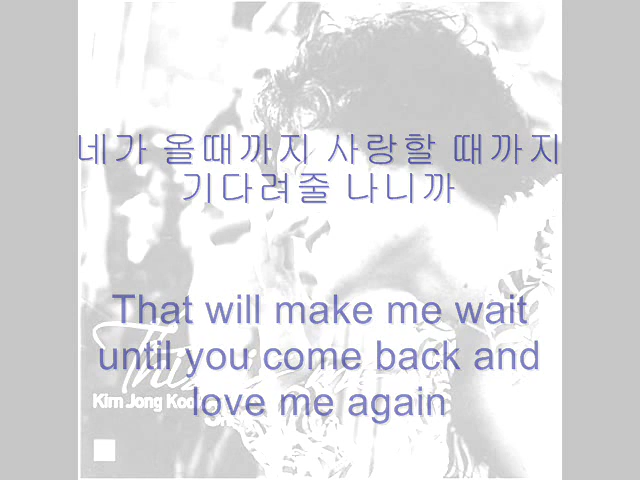 네가 올때까지 사랑할 때까지
기다려줄 나니까
That will make me wait
until you come back and
love me again
Kim Jong Kook